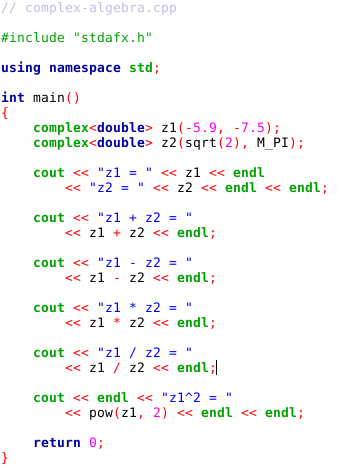 // complex-algebra.cpp
#include "stdafx.h"
using namespace std;
int main()
{
    complex<double> z1(-5.9, -7.5);
    complex<double> z2(sqrt(2), M_PI);
    cout << "z1 = " << z1 << endl
        << "z2 = " << z2 << endl << endl;
    cout << "z1 + z2 = "
        << z1 + z2 << endl;
    cout << "z1 - z2 = "
        << z1 - z2 << endl;
    cout << "z1 * z2 = "
        << z1 * z2 << endl;
    cout << "z1 / z2 = "
        << z1 / z2 << endl;
    cout << endl << "z1^2 = "
        << pow(z1, 2) << endl << endl;
    return 0;
}